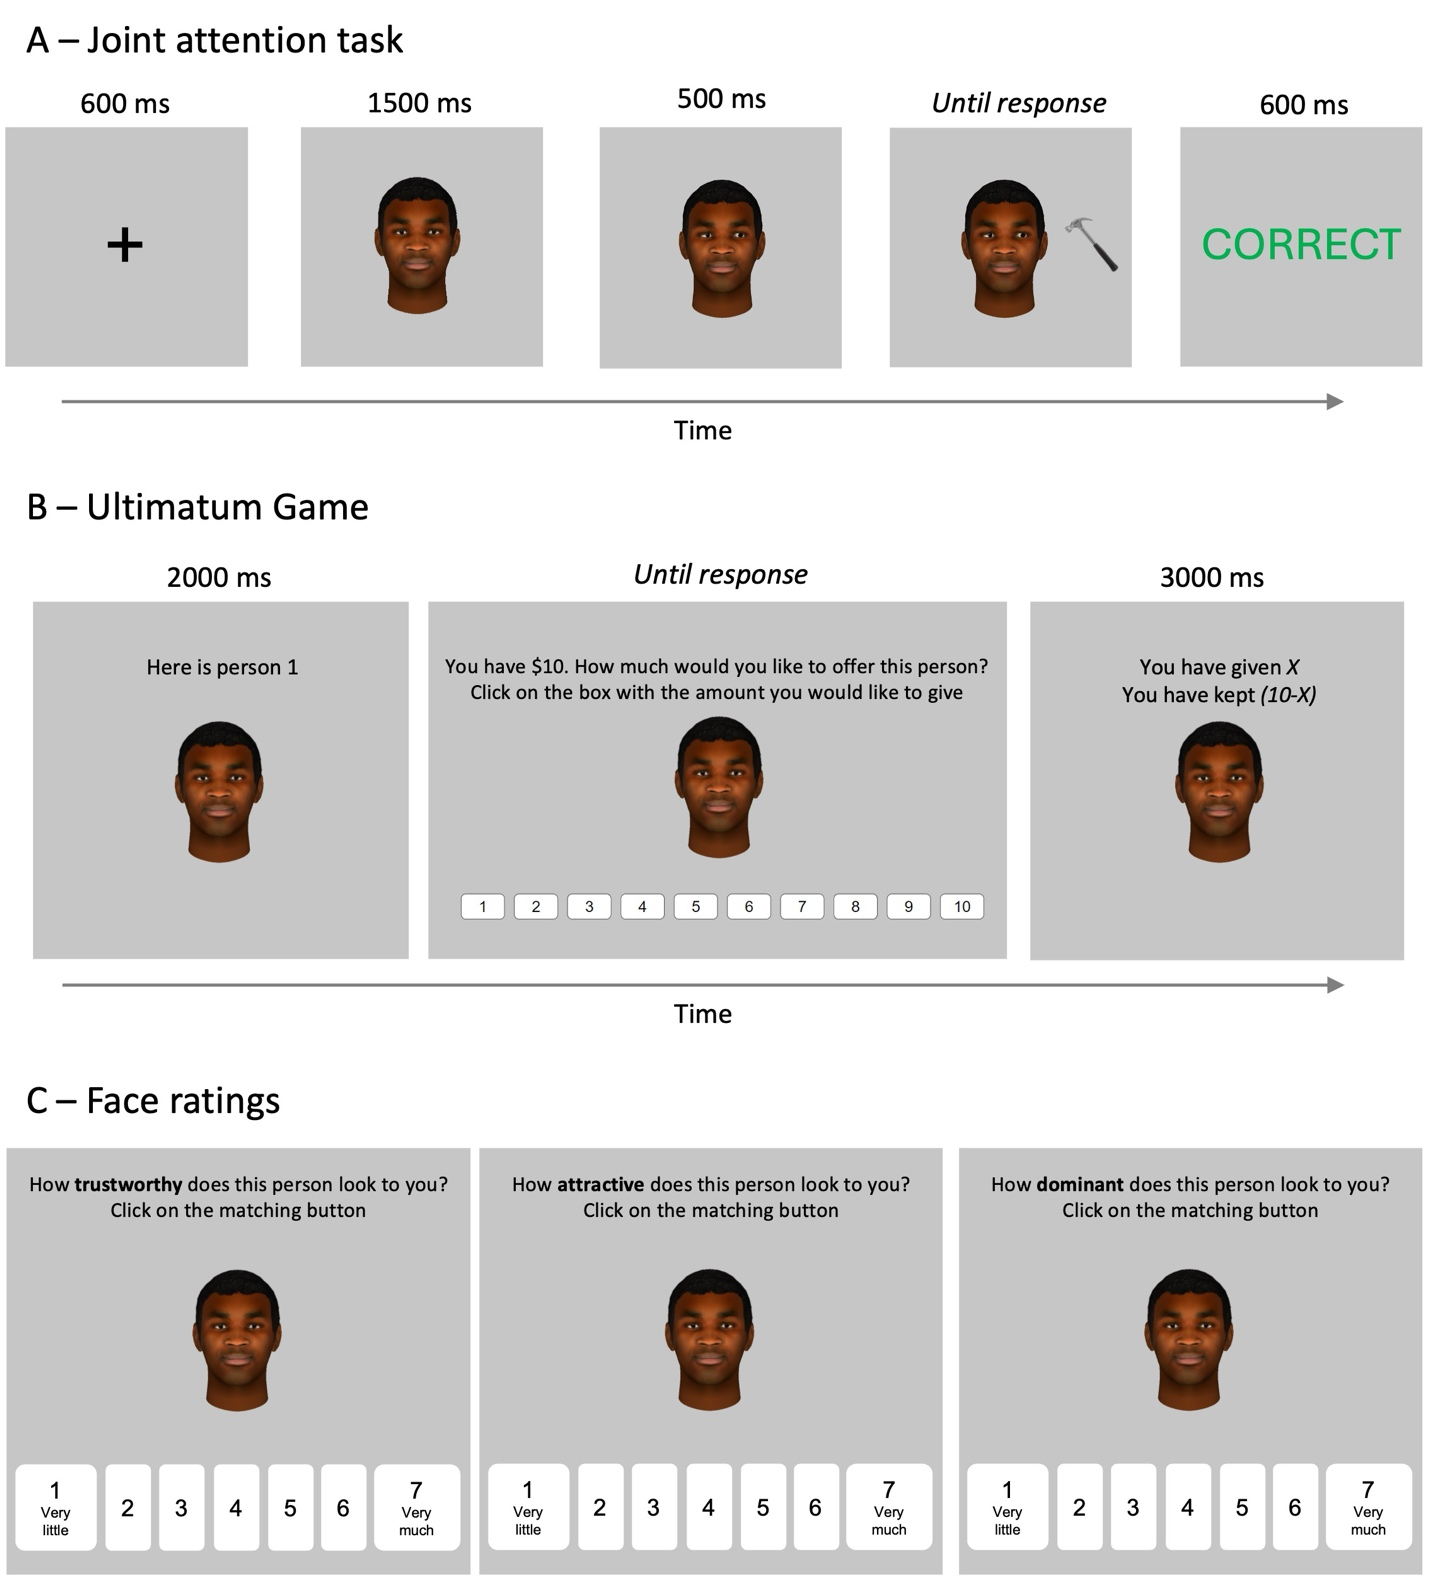 A – Joint attention task
600 ms
1500 ms
500 ms
Until response
600 ms
+
CORRECT
Time
B – Ultimatum Game
2000 ms
Until response
3000 ms
Here is person 1
You have $10. How much would you like to offer this person?
Click on the box with the amount you would like to give
1 2 3 4 5 6 7 8 9 10
You have given X
You have kept (10-X)
Time
C – Face ratings
How trustworthy does this person look to you?
Click on the matching button
1 2 3 4 5 6 7
Very little
Very much
How attractive does this person look to you?
Click on the matching button
1 2 3 4 5 6 7
Very little
Very much
How dominant does this person look to you?
Click on the matching button
1 2 3 4 5 6 7
Very little
Very much